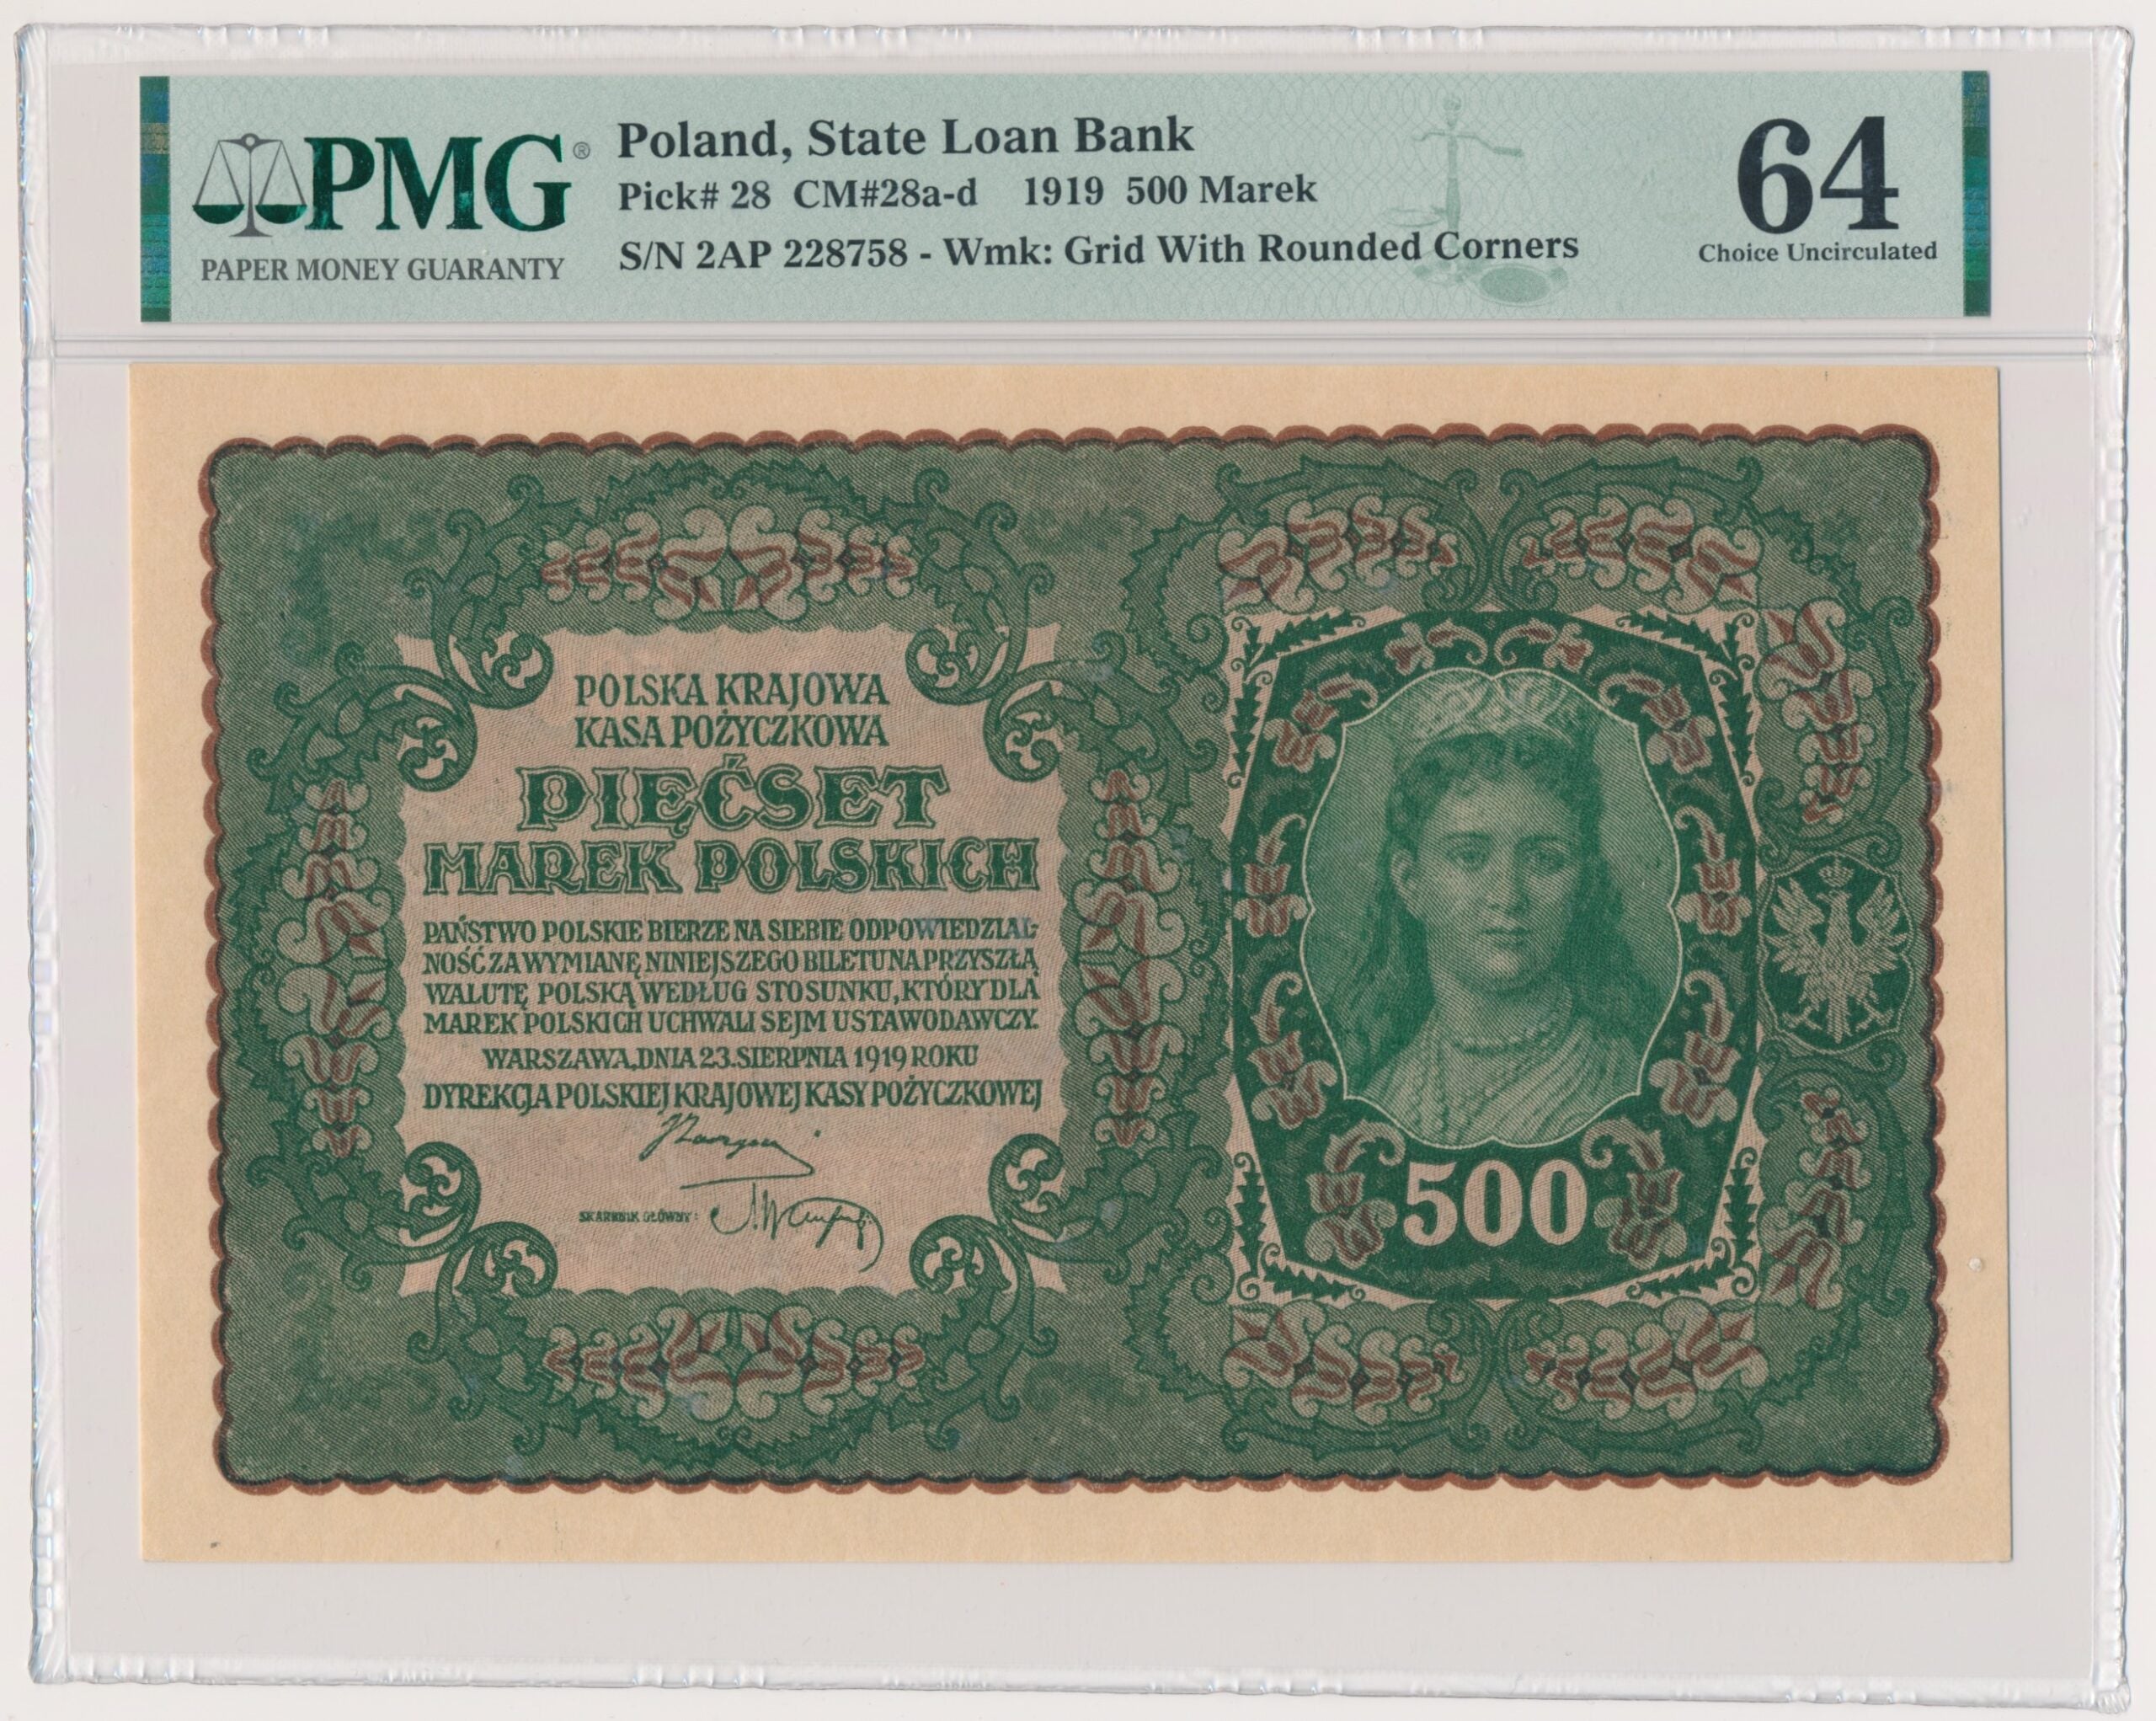 PMG®
PAPER MONEY GUARANTY
Poland, State Loan Bank
Pick# 28 CM#28a-d 1919 500 Marek
S/N 2AP 228758 - Wmk: Grid With Rounded Corners
64
Choice Uncirculated
POLSKA KRAJOWA
KASA POŻYCZKOWA
PIĘĆSET
MAREK POLSKICH
PAŃSTWO POLSKIE BIERZE NA SIEBIE ODPOWIEDZIAL-
NOŚĆ ZA WYMIANĘ NINIEJSZEGO BILETU NA PRZYSZŁĄ
WALUTĘ POLSKĄ WEDŁUG STOSUNKU, KTÓRY DLA
MAREK POLSKICH UCHWALI SEJM USTAWODAWCZY.
WARSZAWA, DNIA 23. SIERPNIA 1919 ROKU
DYREKCJA POLSKIEJ KRAJOWEJ KASY POŻYCZKOWEJ
SKARBNIK GŁÓWNY:
500